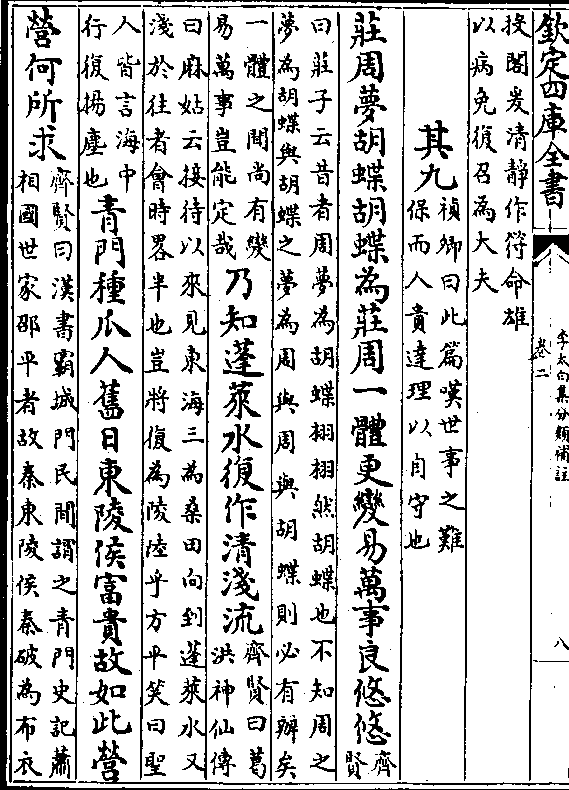 欽定四庫全書
李太白集分類補註
卷二
八
投閣爰清靜作符命雄
以病免復召為大夫
其九
禎卿曰此篇嘆世事之難
保而人貴達理以自守也
莊周夢胡蝶胡蝶為莊周一體更變易萬事良悠悠
齊
賢
曰莊子云昔者周夢為胡蝶栩栩然胡蝶也不知周之
夢為胡蝶與胡蝶之夢為周與周與胡蝶則必有辨矣
一體之間尚有變
易萬事豈能定哉
乃知蓬萊水復作清淺流
齊賢曰葛
洪神仙傳
曰麻姑云接待以來見東海三為桑田向到蓬萊水又
淺於往者會時畧半也豈將復為陵陸乎方平笑曰聖
人皆言海中
行復揚塵也
青門種瓜人舊日東陵侯富貴故如此營
營何所求
齊賢曰漢書霸城門民間謂之青門史記蕭
相國世家邵平者故秦東陵侯秦破為布衣